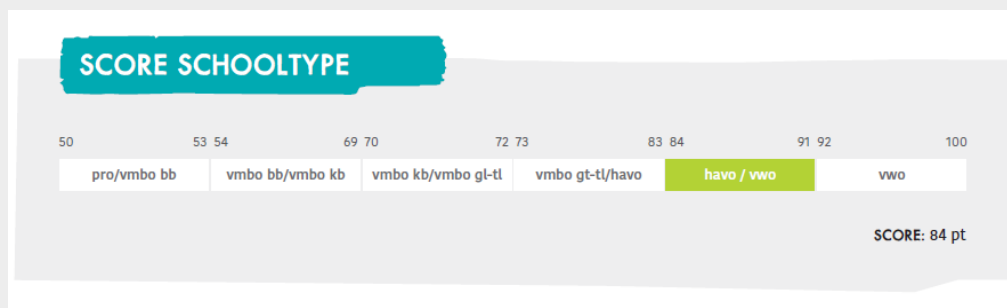 SCORE SCHOOLTYPE
50 53 54 69 70 72 73 83 84 91 92 100
pro/vmbo bb vmbo bb/vmbo kb vmbo kb/vmbo gl-tl vmbo gt-tl/havo havo / vwo vwo
SCORE: 84 pt